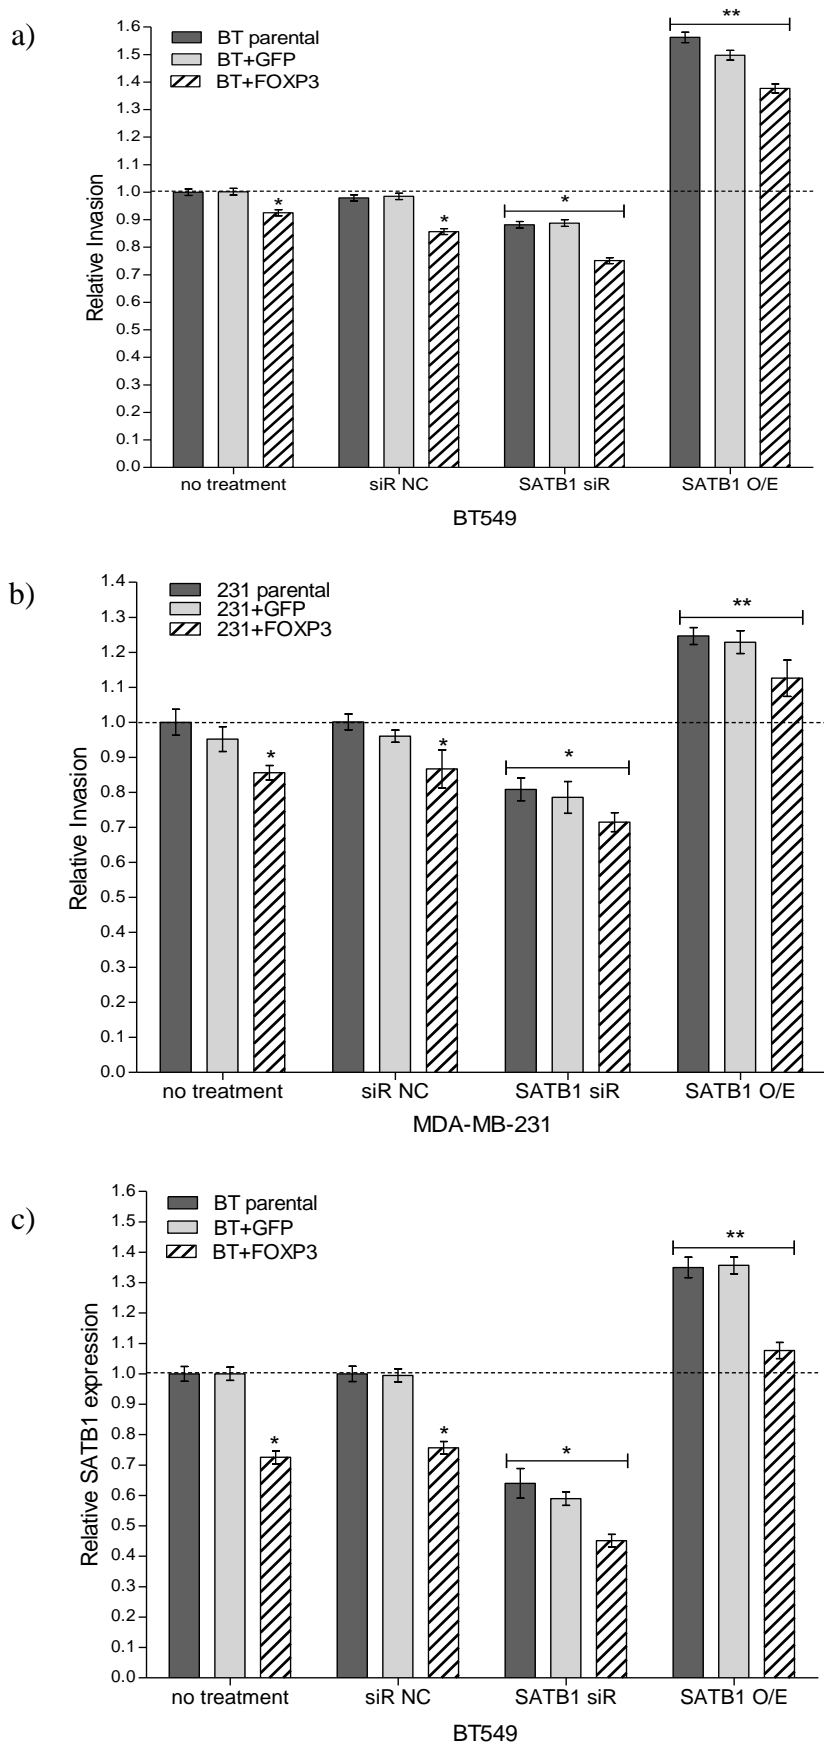 a)
1.6
1.5
1.4
1.3
1.2
1.1
1.0
0.9
0.8
0.7
0.6
0.5
0.4
0.3
0.2
0.1
0.0
Relative Invasion
BT parental
BT+GFP
BT+FOXP3
*
*
*
**
no treatment siR NC SATB1 siR SATB1 O/E
BT549
b)
1.4
1.3
1.2
1.1
1.0
0.9
0.8
0.7
0.6
0.5
0.4
0.3
0.2
0.1
0.0
Relative Invasion
231 parental
231+GFP
231+FOXP3
*
*
*
**
no treatment siR NC SATB1 siR SATB1 O/E
MDA-MB-231
c)
1.6
1.5
1.4
1.3
1.2
1.1
1.0
0.9
0.8
0.7
0.6
0.5
0.4
0.3
0.2
0.1
0.0
Relative SATB1 expression
BT parental
BT+GFP
BT+FOXP3
*
*
*
**
no treatment siR NC SATB1 siR SATB1 O/E
BT549